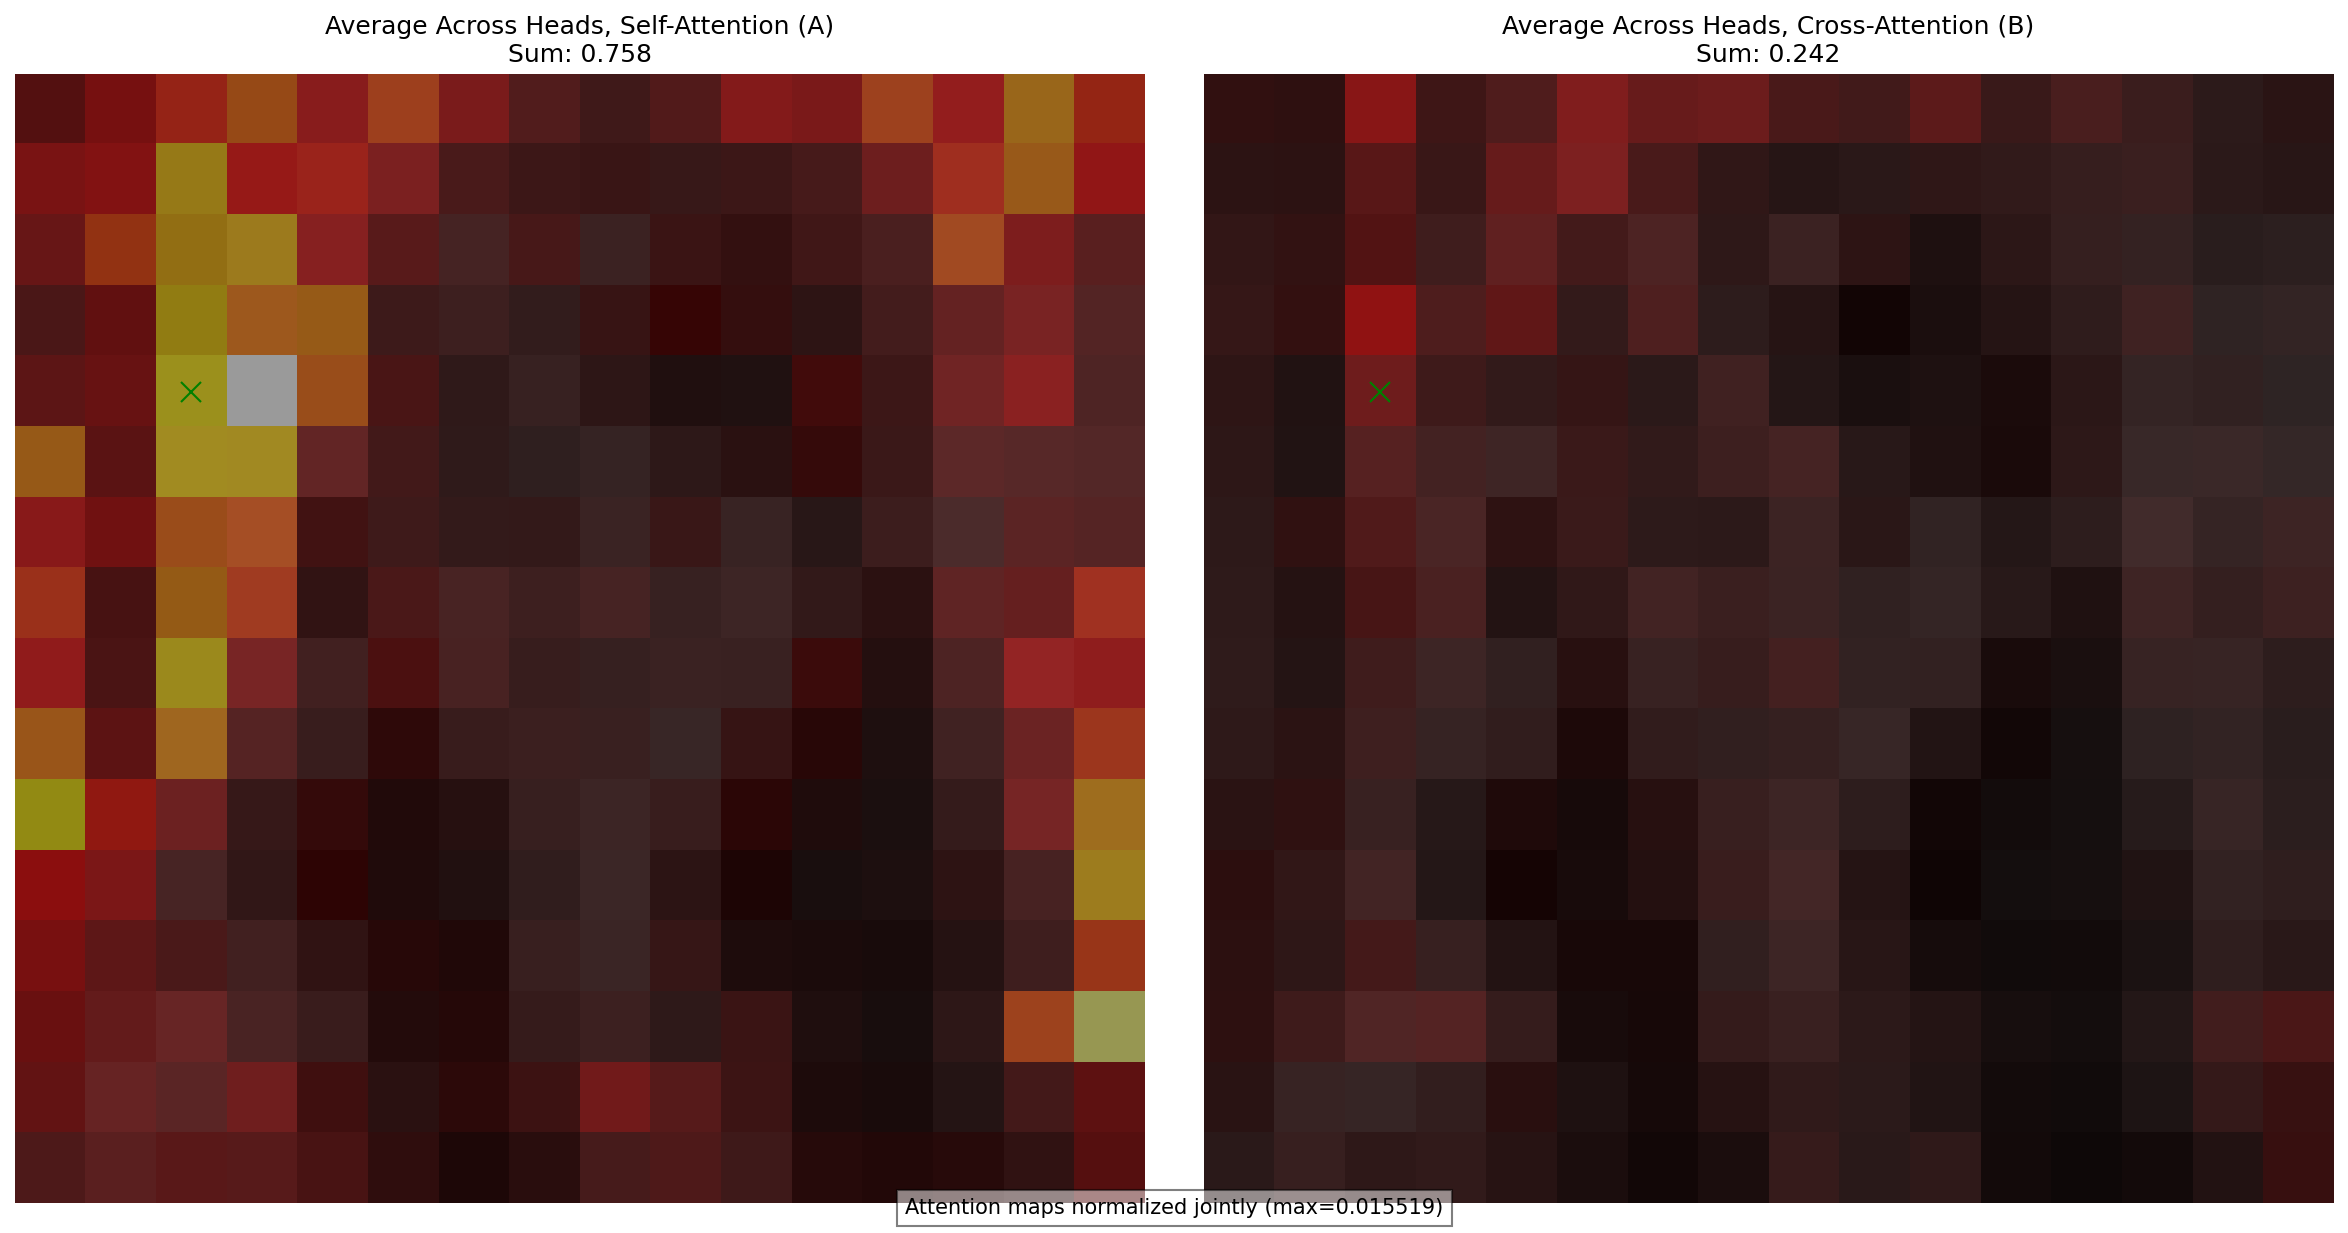 Average Across Heads, Self-Attention (A)
Sum: 0.758
Average Across Heads, Cross-Attention (B)
Sum: 0.242
Attention maps normalized jointly (max=0.015519)